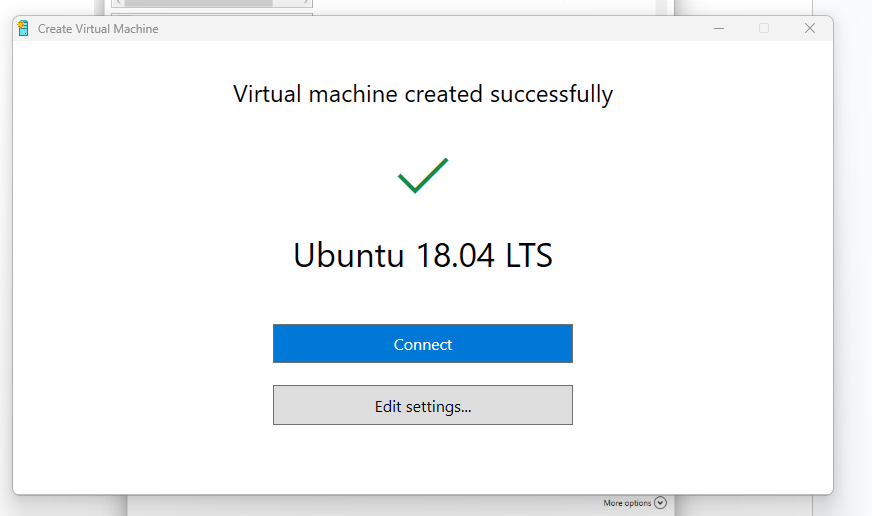 Create Virtual Machine
Virtual machine created successfully
Ubuntu 18.04 LTS
Connect
Edit settings...
More options